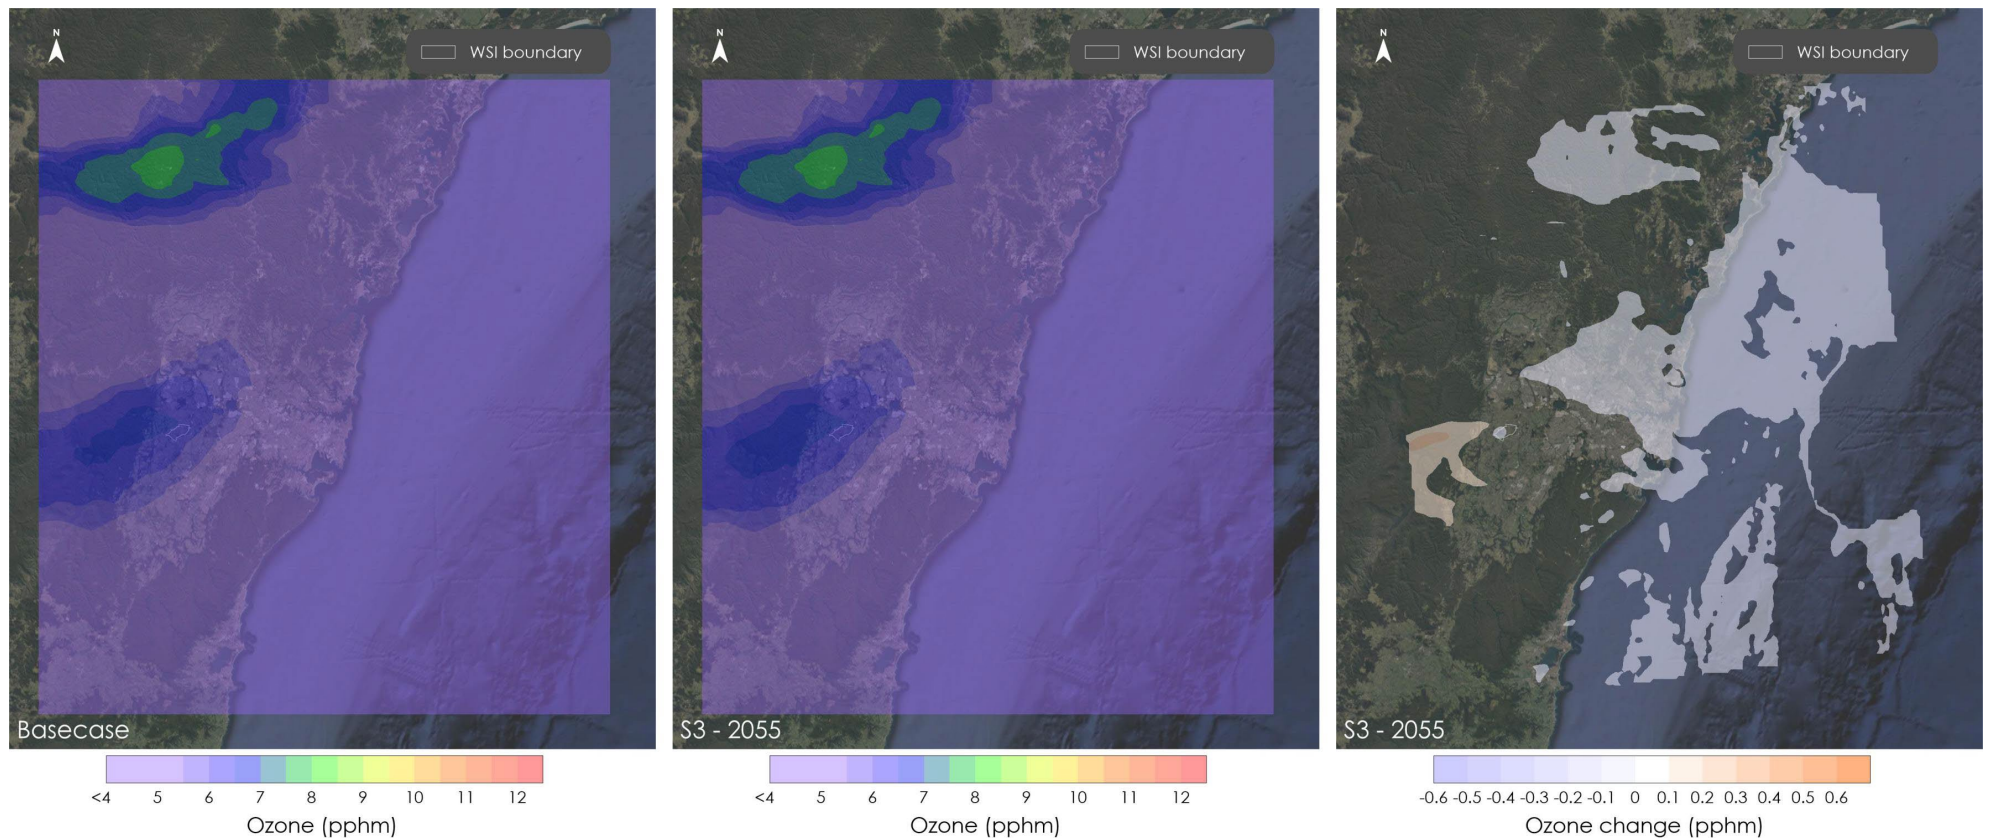 N
WSI boundary
Basecase
<4 5 6 7 8 9 10 11 12
Ozone (pphm)
N
WSI boundary
S3 - 2055
<4 5 6 7 8 9 10 11 12
Ozone (pphm)
N
WSI boundary
S3 - 2055
-0.6 -0.5 -0.4 -0.3 -0.2 -0.1 0 0.1 0.2 0.3 0.4 0.5 0.6
Ozone change (pphm)